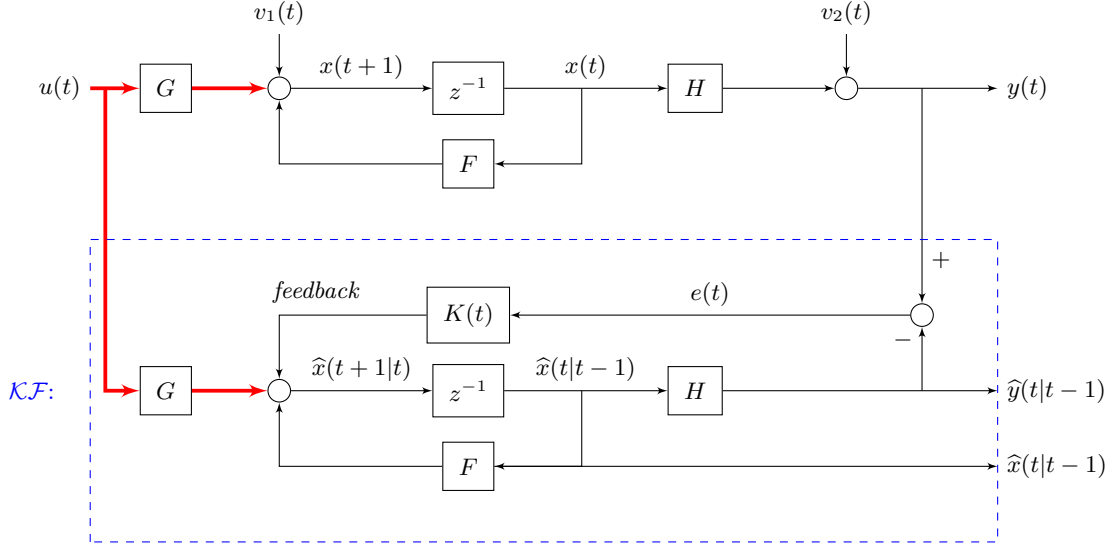 v₁(t) v₂(t)
u(t) G x(t + 1) z⁻¹ x(t) H y(t)
F
+
feedback K(t) e(t)
−
𝒦ℱ: G x̂(t + 1|t) z⁻¹ x̂(t|t − 1) H ŷ(t|t − 1)
F x̂(t|t − 1)